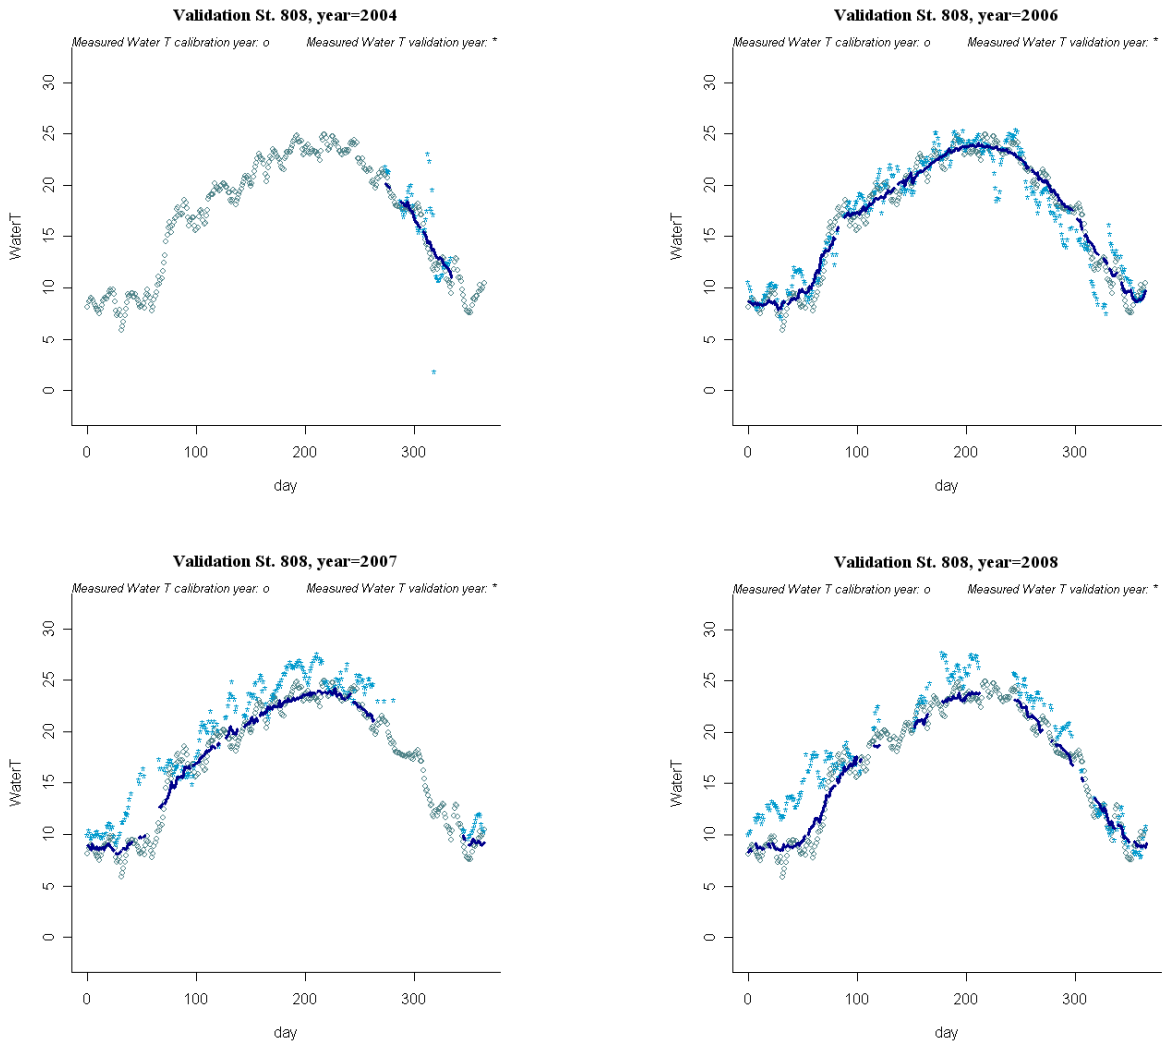 Validation St. 808, year=2004
Measured Water T calibration year: o
Measured Water T validation year: *
WaterT
30
25
20
15
10
5
0
0
100
200
300
day
Validation St. 808, year=2006
Measured Water T calibration year: o
Measured Water T validation year: *
WaterT
30
25
20
15
10
5
0
0
100
200
300
day
Validation St. 808, year=2007
Measured Water T calibration year: o
Measured Water T validation year: *
WaterT
30
25
20
15
10
5
0
0
100
200
300
day
Validation St. 808, year=2008
Measured Water T calibration year: o
Measured Water T validation year: *
WaterT
30
25
20
15
10
5
0
0
100
200
300
day